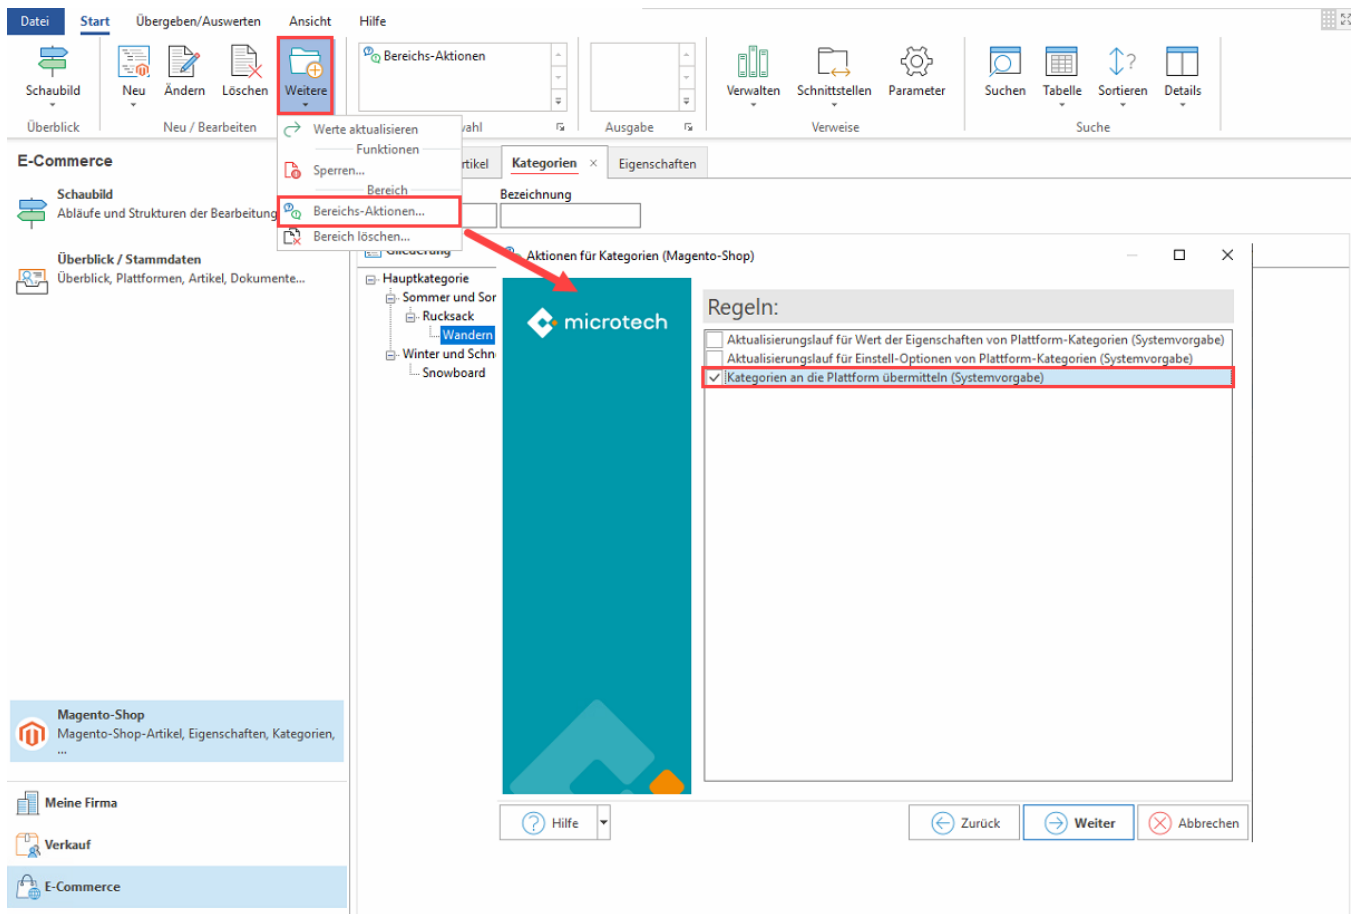 Datei Start Übergeben/Auswerten Ansicht Hilfe
Schaubild Neu Ändern Löschen Weitere Bereichs-Aktionen Verwalten Schnittstellen Parameter Suchen Tabelle Sortieren Details
Überblick Neu / Bearbeiten Ausgabe Verweise Suche
Werte aktualisieren
Funktionen
Sperren...
Bereich
Bereichs-Aktionen...
Bereich löschen...
E-Commerce
Schaubild
Abläufe und Strukturen der Bearbeitung
Überblick / Stammdaten
Überblick, Plattformen, Artikel, Dokumente...
Kategorien × Eigenschaften
Bezeichnung
Gliederung
Hauptkategorie
Sommer und Sor
Rucksack
Wandern
Winter und Schn
Snowboard
Aktionen für Kategorien (Magento-Shop)
microtech
Regeln:
Aktualisierungslauf für Wert der Eigenschaften von Plattform-Kategorien (Systemvorgabe)
Aktualisierungslauf für Einstell-Optionen von Plattform-Kategorien (Systemvorgabe)
Kategorien an die Plattform übermitteln (Systemvorgabe)
Hilfe Zurück Weiter Abbrechen
Magento-Shop
Magento-Shop-Artikel, Eigenschaften, Kategorien,
...
Meine Firma
Verkauf
E-Commerce